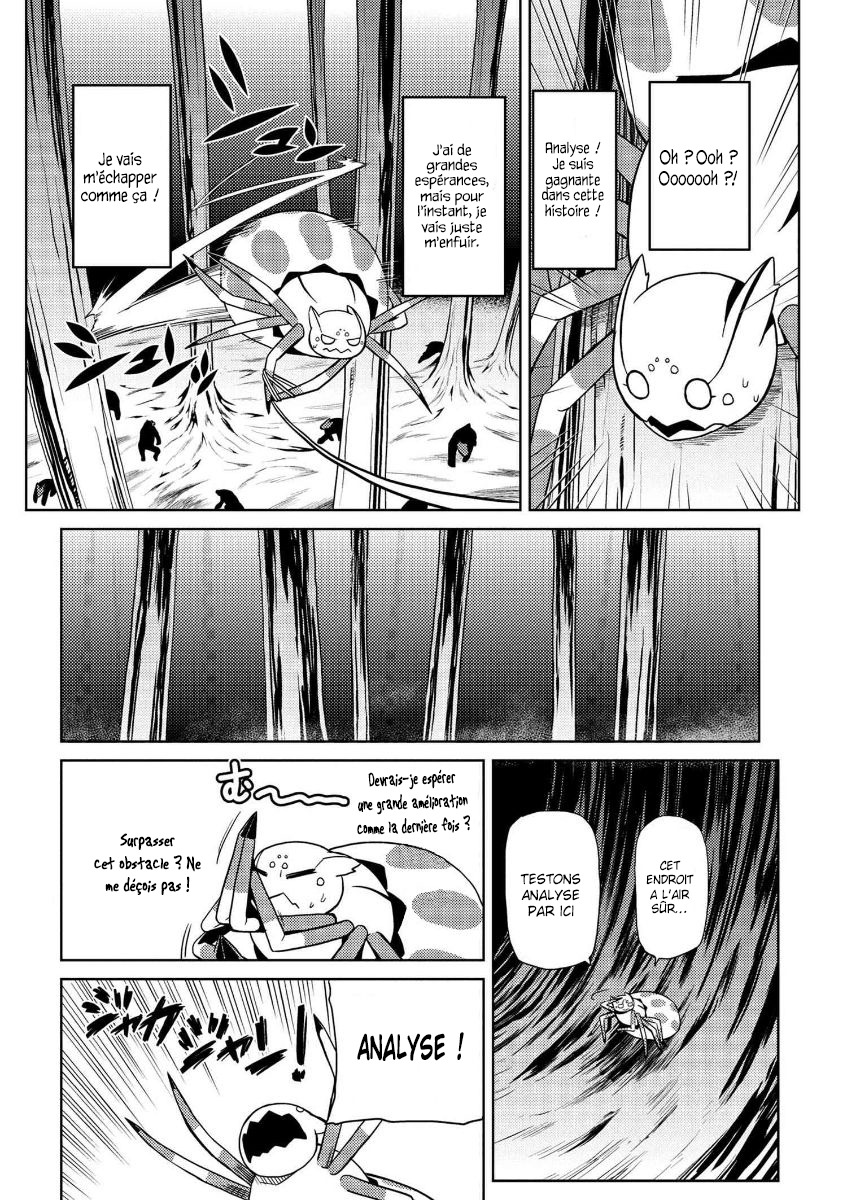 Oh ? Ooh ?
Ooooooh ?!
Analyse !
Je suis
gagnante
dans cette
histoire !
J'ai de
grandes
espérances,
mais pour
l'instant, je
vais juste
m'enfuir.
Je vais
m'échapper
comme ça !
CET
ENDROIT
A L'AIR
SÛR...
TESTONS
ANALYSE
PAR ICI
Devrais-je espérer
une grande amélioration
comme la dernière fois ?
む〜
Surpasser
cet obstacle ? Ne
me déçois pas !
ANALYSE !